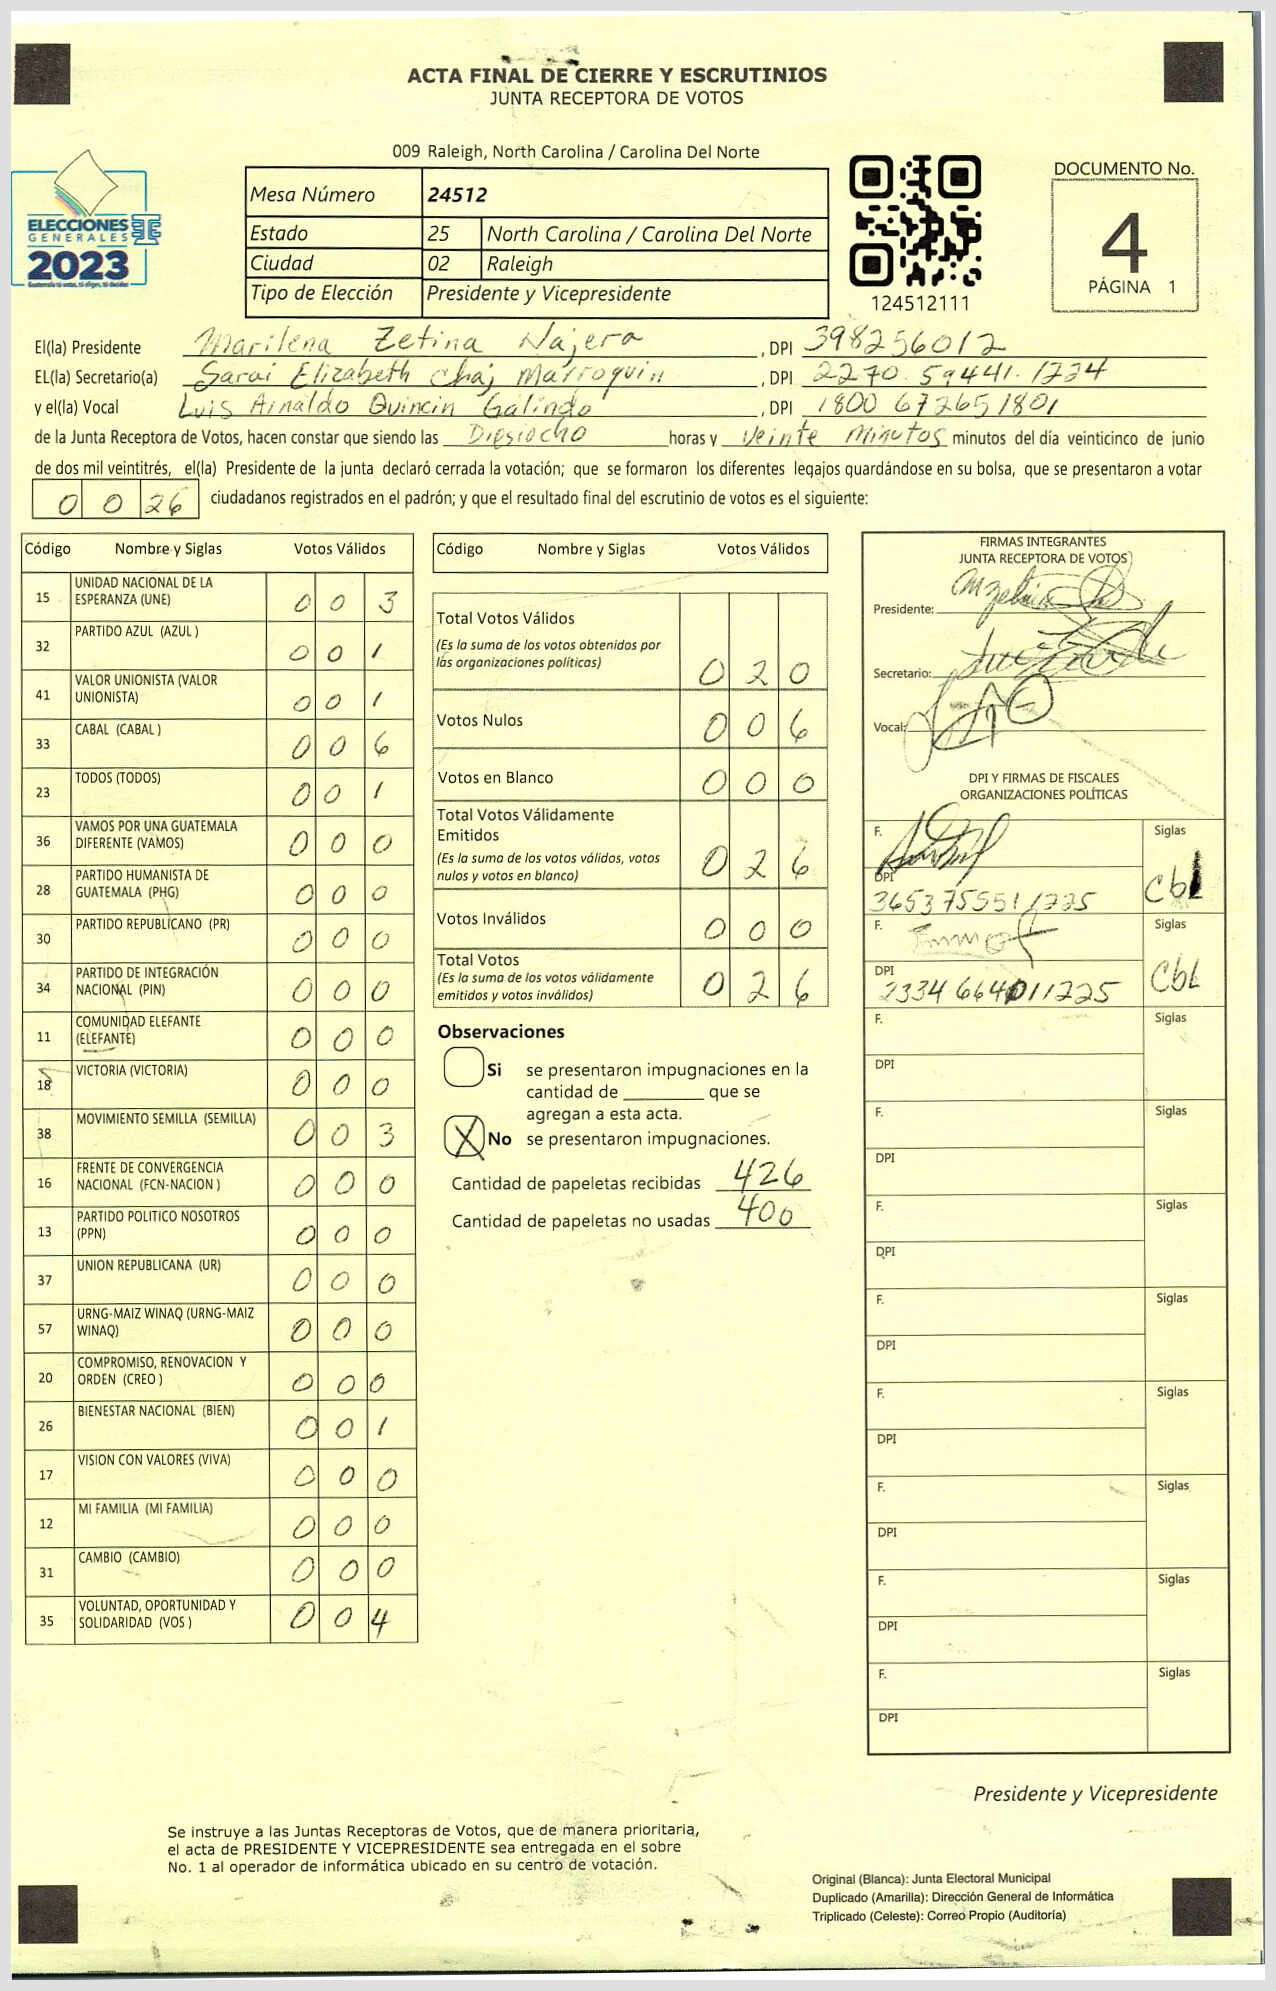 ACTA FINAL DE CIERRE Y ESCRUTINIOS
JUNTA RECEPTORA DE VOTOS
009 Raleigh, North Carolina / Carolina Del Norte
ELECCIONES
GENERALES
2023
Mesa Número 24512
Estado 25 North Carolina / Carolina Del Norte
Ciudad 02 Raleigh
Tipo de Elección Presidente y Vicepresidente
124512111
DOCUMENTO No.
4
PÁGINA 1
El(la) Presidente Marilena Zetina Najera , DPI 398256012
EL(la) Secretario(a) Sarai Elizabeth Chaj Marroquin , DPI 2270.59441.1224
y el(la) Vocal Luis Arnaldo Quincin Galindo , DPI 1800 672651801
de la Junta Receptora de Votos, hacen constar que siendo las Diesiocho horas y veinte minutos minutos del día veinticinco de junio
de dos mil veintitrés, el(la) Presidente de la junta declaró cerrada la votación; que se formaron los diferentes legajos quardándose en su bolsa, que se presentaron a votar
0 0 26 ciudadanos registrados en el padrón; y que el resultado final del escrutinio de votos es el siguiente:
Código Nombre y Siglas Votos Válidos
15 UNIDAD NACIONAL DE LA ESPERANZA (UNE) 0 0 3
32 PARTIDO AZUL (AZUL ) 0 0 1
41 VALOR UNIONISTA (VALOR UNIONISTA) 0 0 1
33 CABAL (CABAL ) 0 0 6
23 TODOS (TODOS) 0 0 1
36 VAMOS POR UNA GUATEMALA DIFERENTE (VAMOS) 0 0 0
28 PARTIDO HUMANISTA DE GUATEMALA (PHG) 0 0 0
30 PARTIDO REPUBLICANO (PR) 0 0 0
34 PARTIDO DE INTEGRACIÓN NACIONAL (PIN) 0 0 0
11 COMUNIDAD ELEFANTE (ELEFANTE) 0 0 0
18 VICTORIA (VICTORIA) 0 0 0
38 MOVIMIENTO SEMILLA (SEMILLA) 0 0 3
16 FRENTE DE CONVERGENCIA NACIONAL (FCN-NACION ) 0 0 0
13 PARTIDO POLITICO NOSOTROS (PPN) 0 0 0
37 UNION REPUBLICANA (UR) 0 0 0
57 URNG-MAIZ WINAQ (URNG-MAIZ WINAQ) 0 0 0
20 COMPROMISO, RENOVACION Y ORDEN (CREO ) 0 0 0
26 BIENESTAR NACIONAL (BIEN) 0 0 1
17 VISION CON VALORES (VIVA) 0 0 0
12 MI FAMILIA (MI FAMILIA) 0 0 0
31 CAMBIO (CAMBIO) 0 0 0
35 VOLUNTAD, OPORTUNIDAD Y SOLIDARIDAD (VOS ) 0 0 4
Código Nombre y Siglas Votos Válidos
Total Votos Válidos
(Es la suma de los votos obtenidos por
las organizaciones políticas) 0 2 0
Votos Nulos 0 0 6
Votos en Blanco 0 0 0
Total Votos Válidamente
Emitidos
(Es la suma de los votos válidos, votos
nulos y votos en blanco) 0 2 6
Votos Inválidos 0 0 0
Total Votos
(Es la suma de los votos válidamente
emitidos y votos inválidos) 0 2 6
Observaciones
Si se presentaron impugnaciones en la
cantidad de ________ que se
agregan a esta acta.
X No se presentaron impugnaciones.
Cantidad de papeletas recibidas 426
Cantidad de papeletas no usadas 400
FIRMAS INTEGRANTES
JUNTA RECEPTORA DE VOTOS
Presidente:
Secretario:
Vocal:
DPI Y FIRMAS DE FISCALES
ORGANIZACIONES POLÍTICAS
F. Siglas
DPI 3653755511225 CbL
F. Siglas
DPI 2334664011225 CbL
F. Siglas
DPI
F. Siglas
DPI
F. Siglas
DPI
F. Siglas
DPI
F. Siglas
DPI
F. Siglas
DPI
F. Siglas
DPI
F. Siglas
DPI
Presidente y Vicepresidente
Se instruye a las Juntas Receptoras de Votos, que de manera prioritaria,
el acta de PRESIDENTE Y VICEPRESIDENTE sea entregada en el sobre
No. 1 al operador de informática ubicado en su centro de votación.
Original (Blanca): Junta Electoral Municipal
Duplicado (Amarilla): Dirección General de Informática
Triplicado (Celeste): Correo Propio (Auditoría)